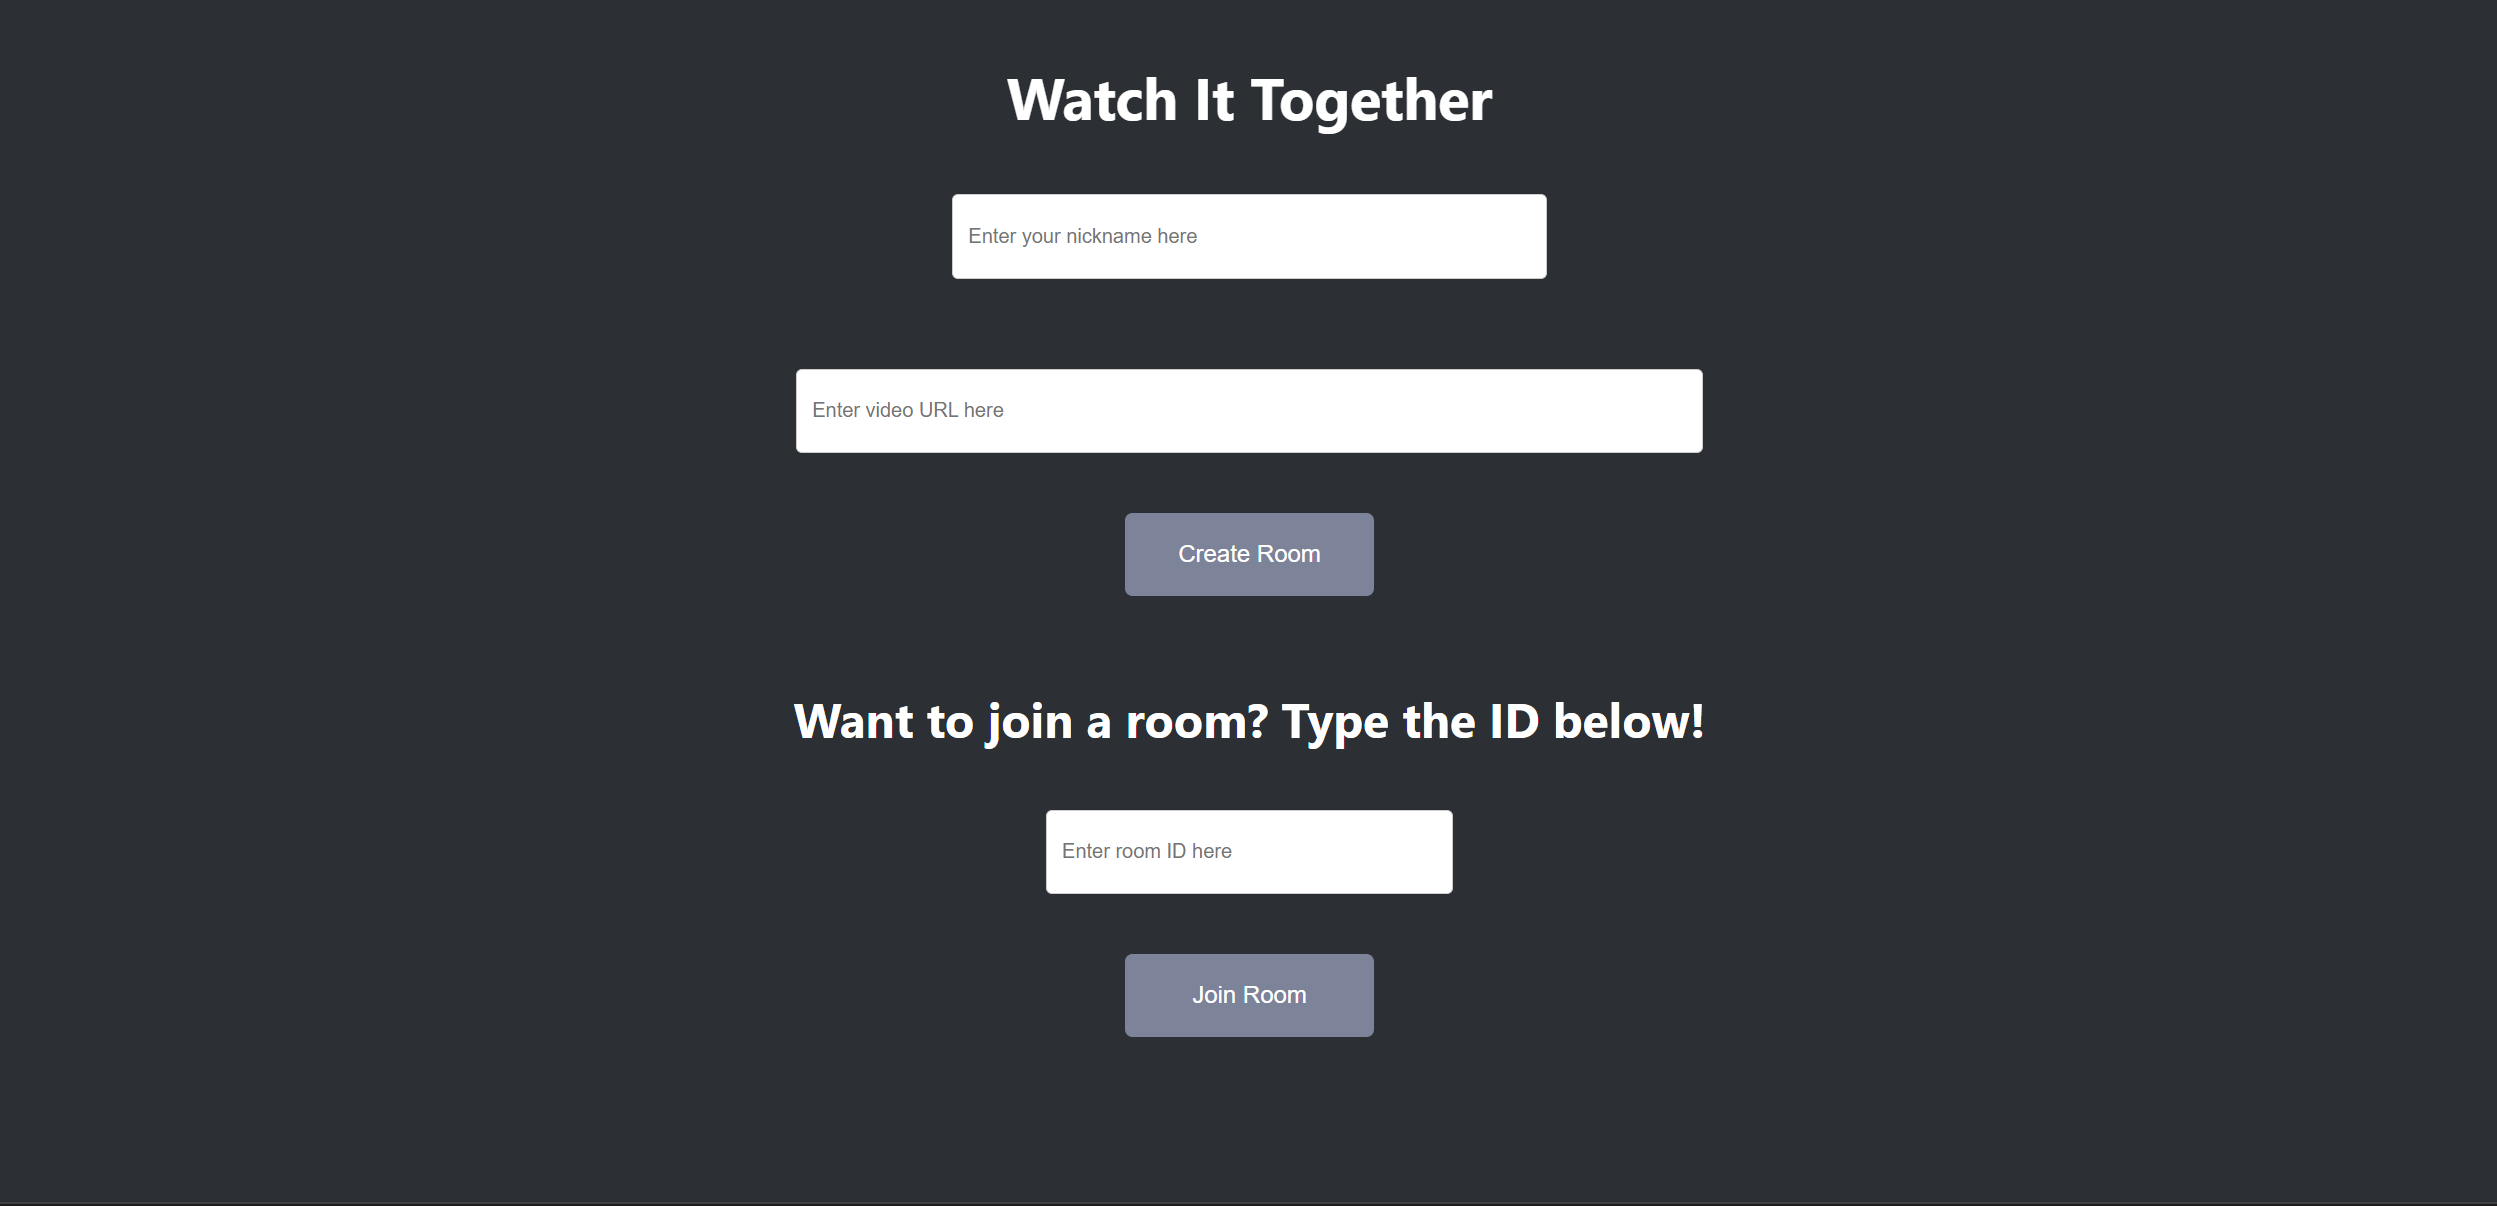 Watch It Together
Enter your nickname here
Enter video URL here
Create Room
Want to join a room? Type the ID below!
Enter room ID here
Join Room